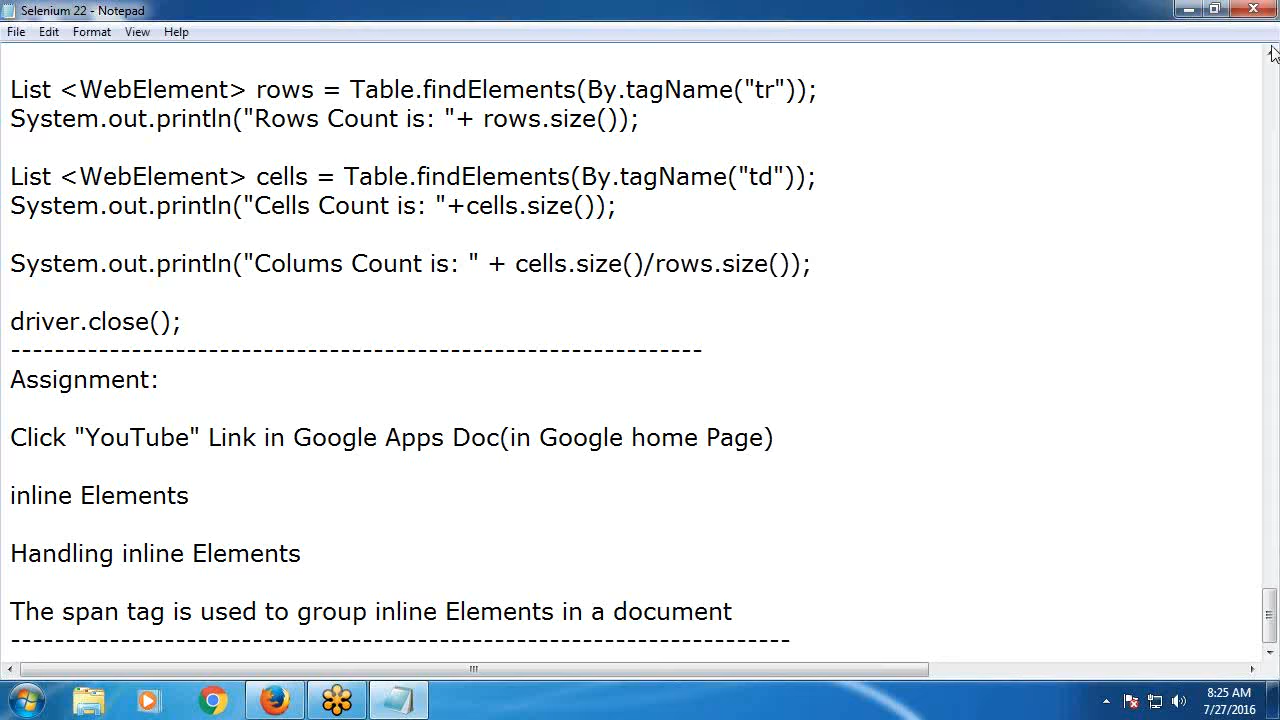 Selenium 22 - Notepad
File Edit Format View Help
List <WebElement> rows = Table.findElements(By.tagName("tr"));
System.out.println("Rows Count is: "+ rows.size());
List <WebElement> cells = Table.findElements(By.tagName("td"));
System.out.println("Cells Count is: "+cells.size());
System.out.println("Colums Count is: " + cells.size()/rows.size());
driver.close();
---------------------------------------------------------------
Assignment:
Click "YouTube" Link in Google Apps Doc(in Google home Page)
inline Elements
Handling inline Elements
The span tag is used to group inline Elements in a document
-----------------------------------------------------------------------
8:25 AM
7/27/2016